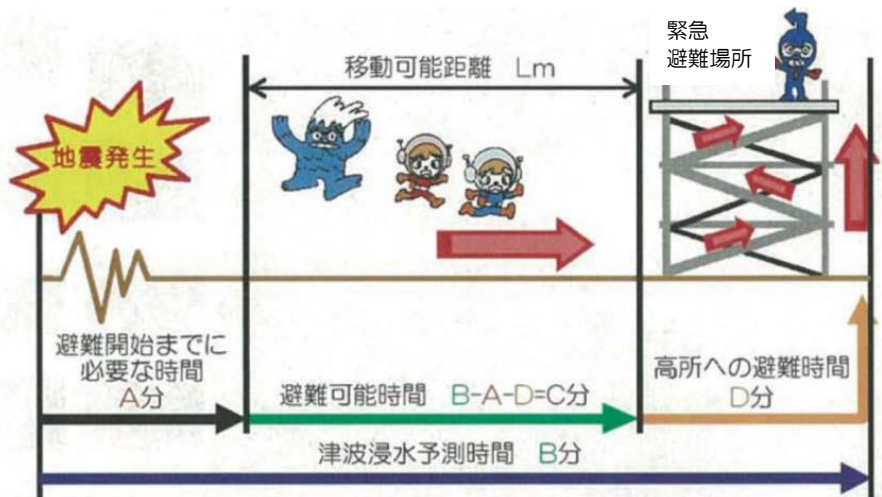 緊急
避難場所
移動可能距離 Lm
地震発生
避難開始までに
必要な時間
A分
避難可能時間 B-A-D=C分
高所への避難時間
D分
津波浸水予測時間 B分